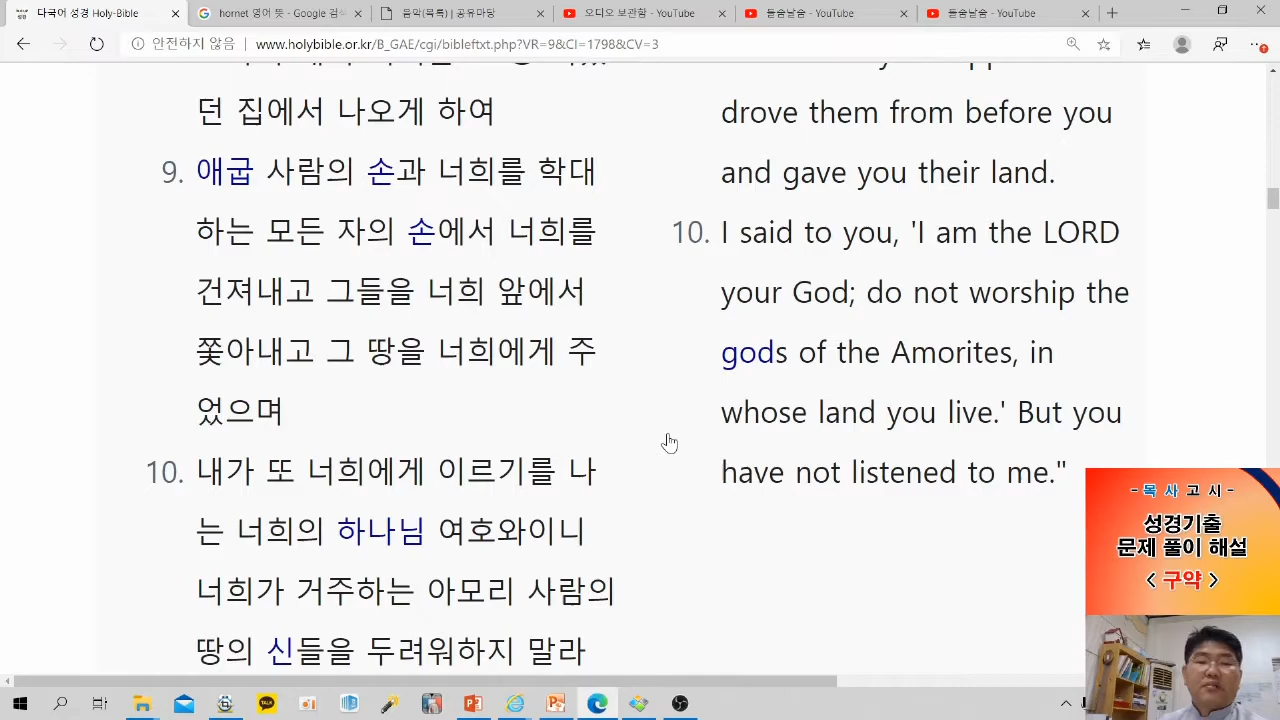 다국어 성경 Holy-Bible
hornet 영어 뜻 - Google 검색
음악(목록) | 공유마당
오디오 보관함 - YouTube
들숨날숨 - YouTube
들숨날숨 - YouTube
안전하지 않음 | www.holybible.or.kr/B_GAE/cgi/bibleftxt.php?VR=9&CI=1798&CV=3
던 집에서 나오게 하여
9. 애굽 사람의 손과 너희를 학대
하는 모든 자의 손에서 너희를
건져내고 그들을 너희 앞에서
쫓아내고 그 땅을 너희에게 주
었으며
10. 내가 또 너희에게 이르기를 나
는 너희의 하나님 여호와이니
너희가 거주하는 아모리 사람의
땅의 신들을 두려워하지 말라
drove them from before you
and gave you their land.
10. I said to you, 'I am the LORD
your God; do not worship the
gods of the Amorites, in
whose land you live.' But you
have not listened to me."
- 목 사 고 시 -
성경기출
문제 풀이 해설
< 구약 >
TALK